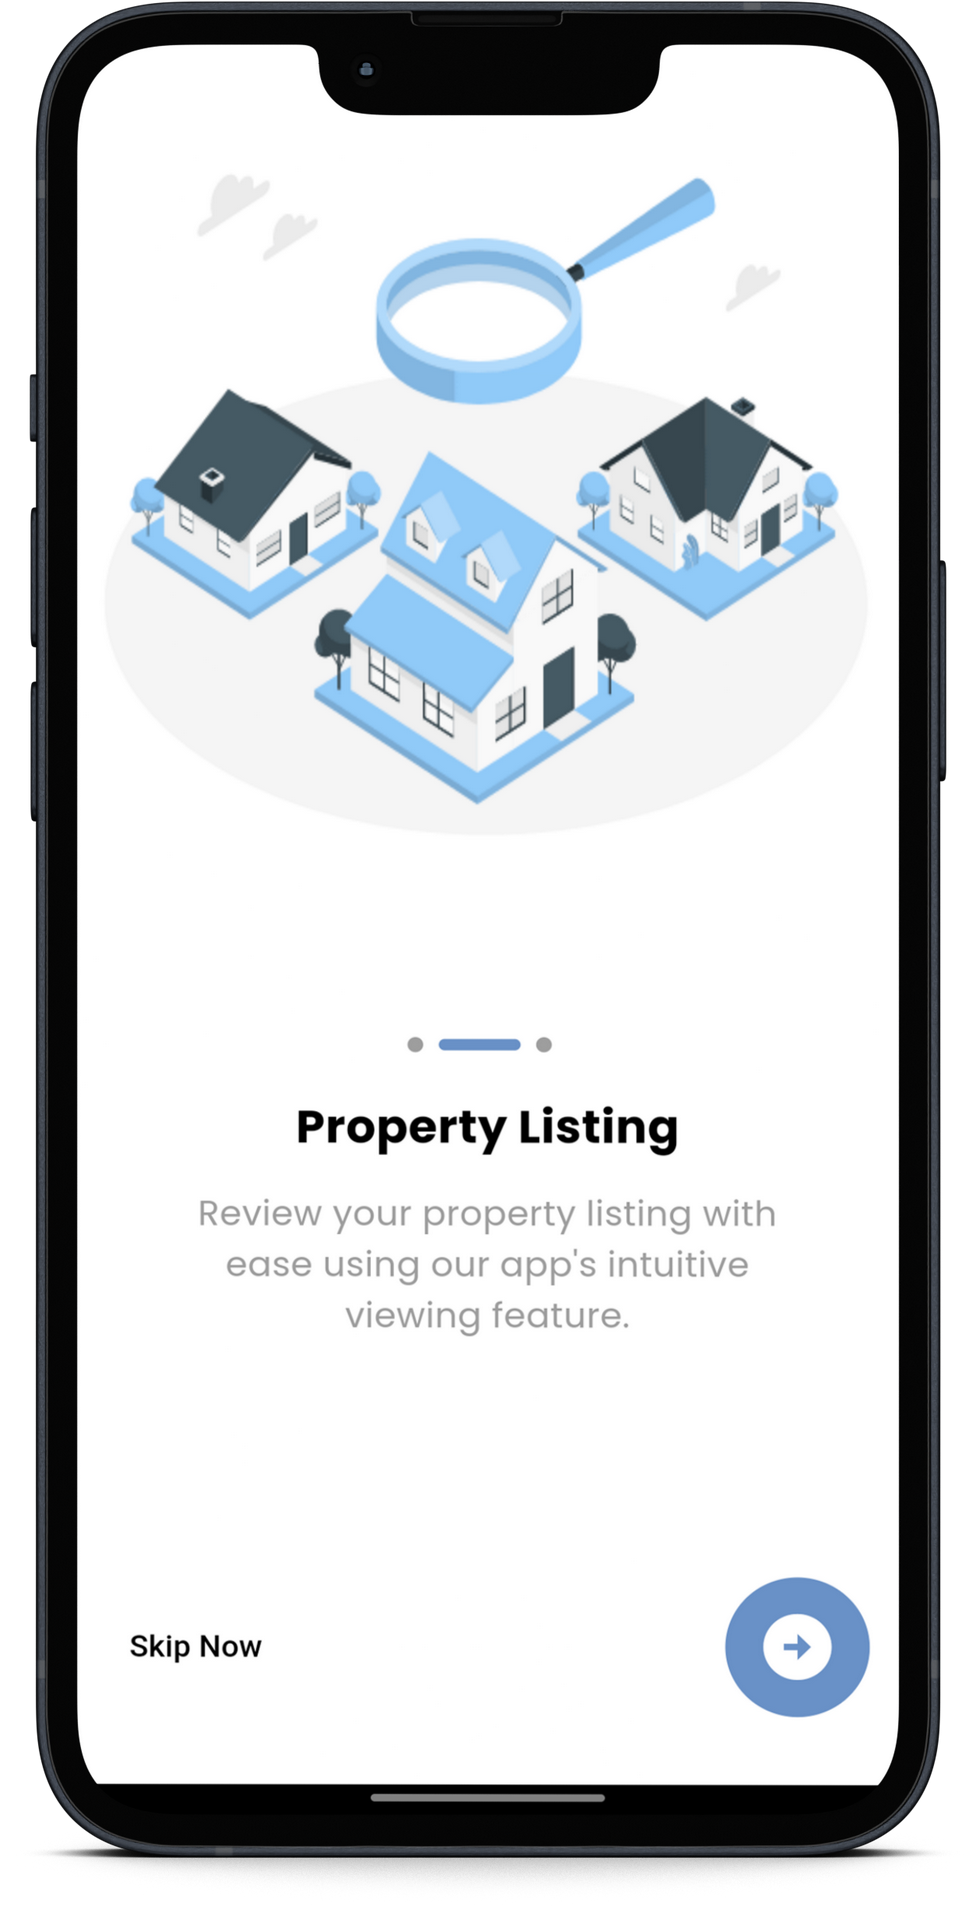 Property Listing
Review your property listing with
ease using our app's intuitive
viewing feature.
Skip Now